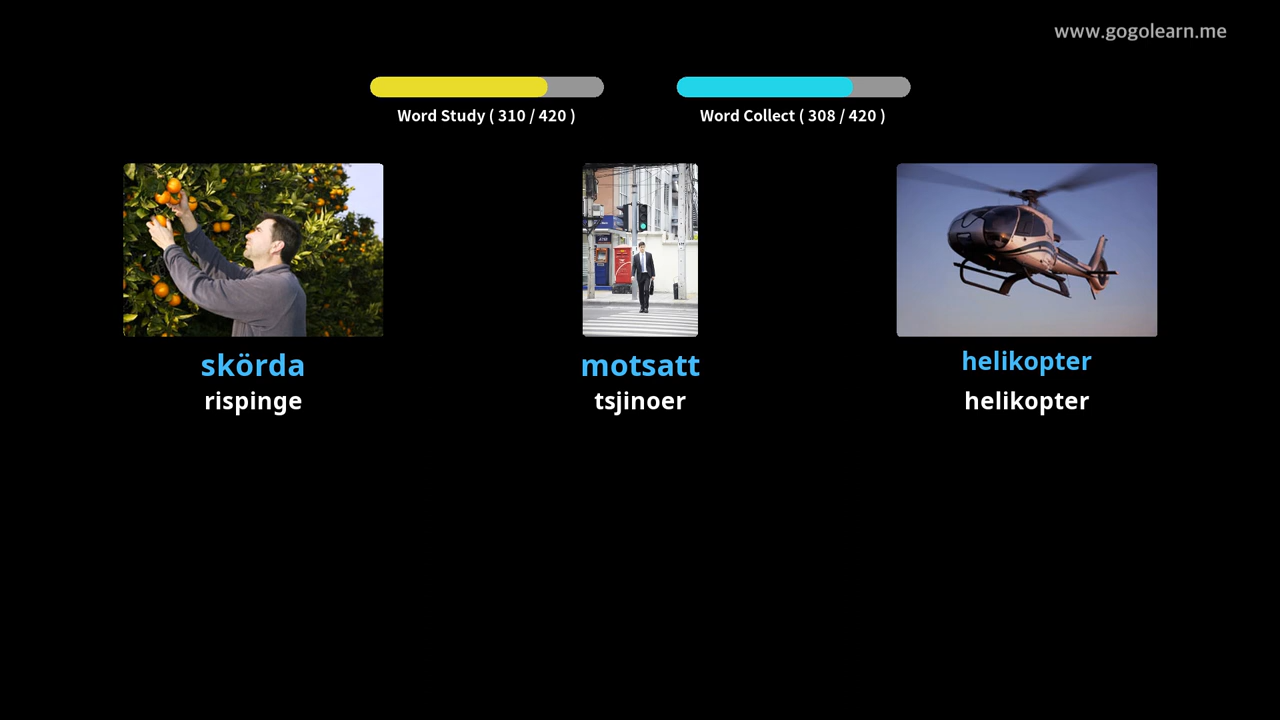 www.gogolearn.me
Word Study ( 310 / 420 )
Word Collect ( 308 / 420 )
skörda
motsatt
helikopter
rispinge
tsjinoer
helikopter